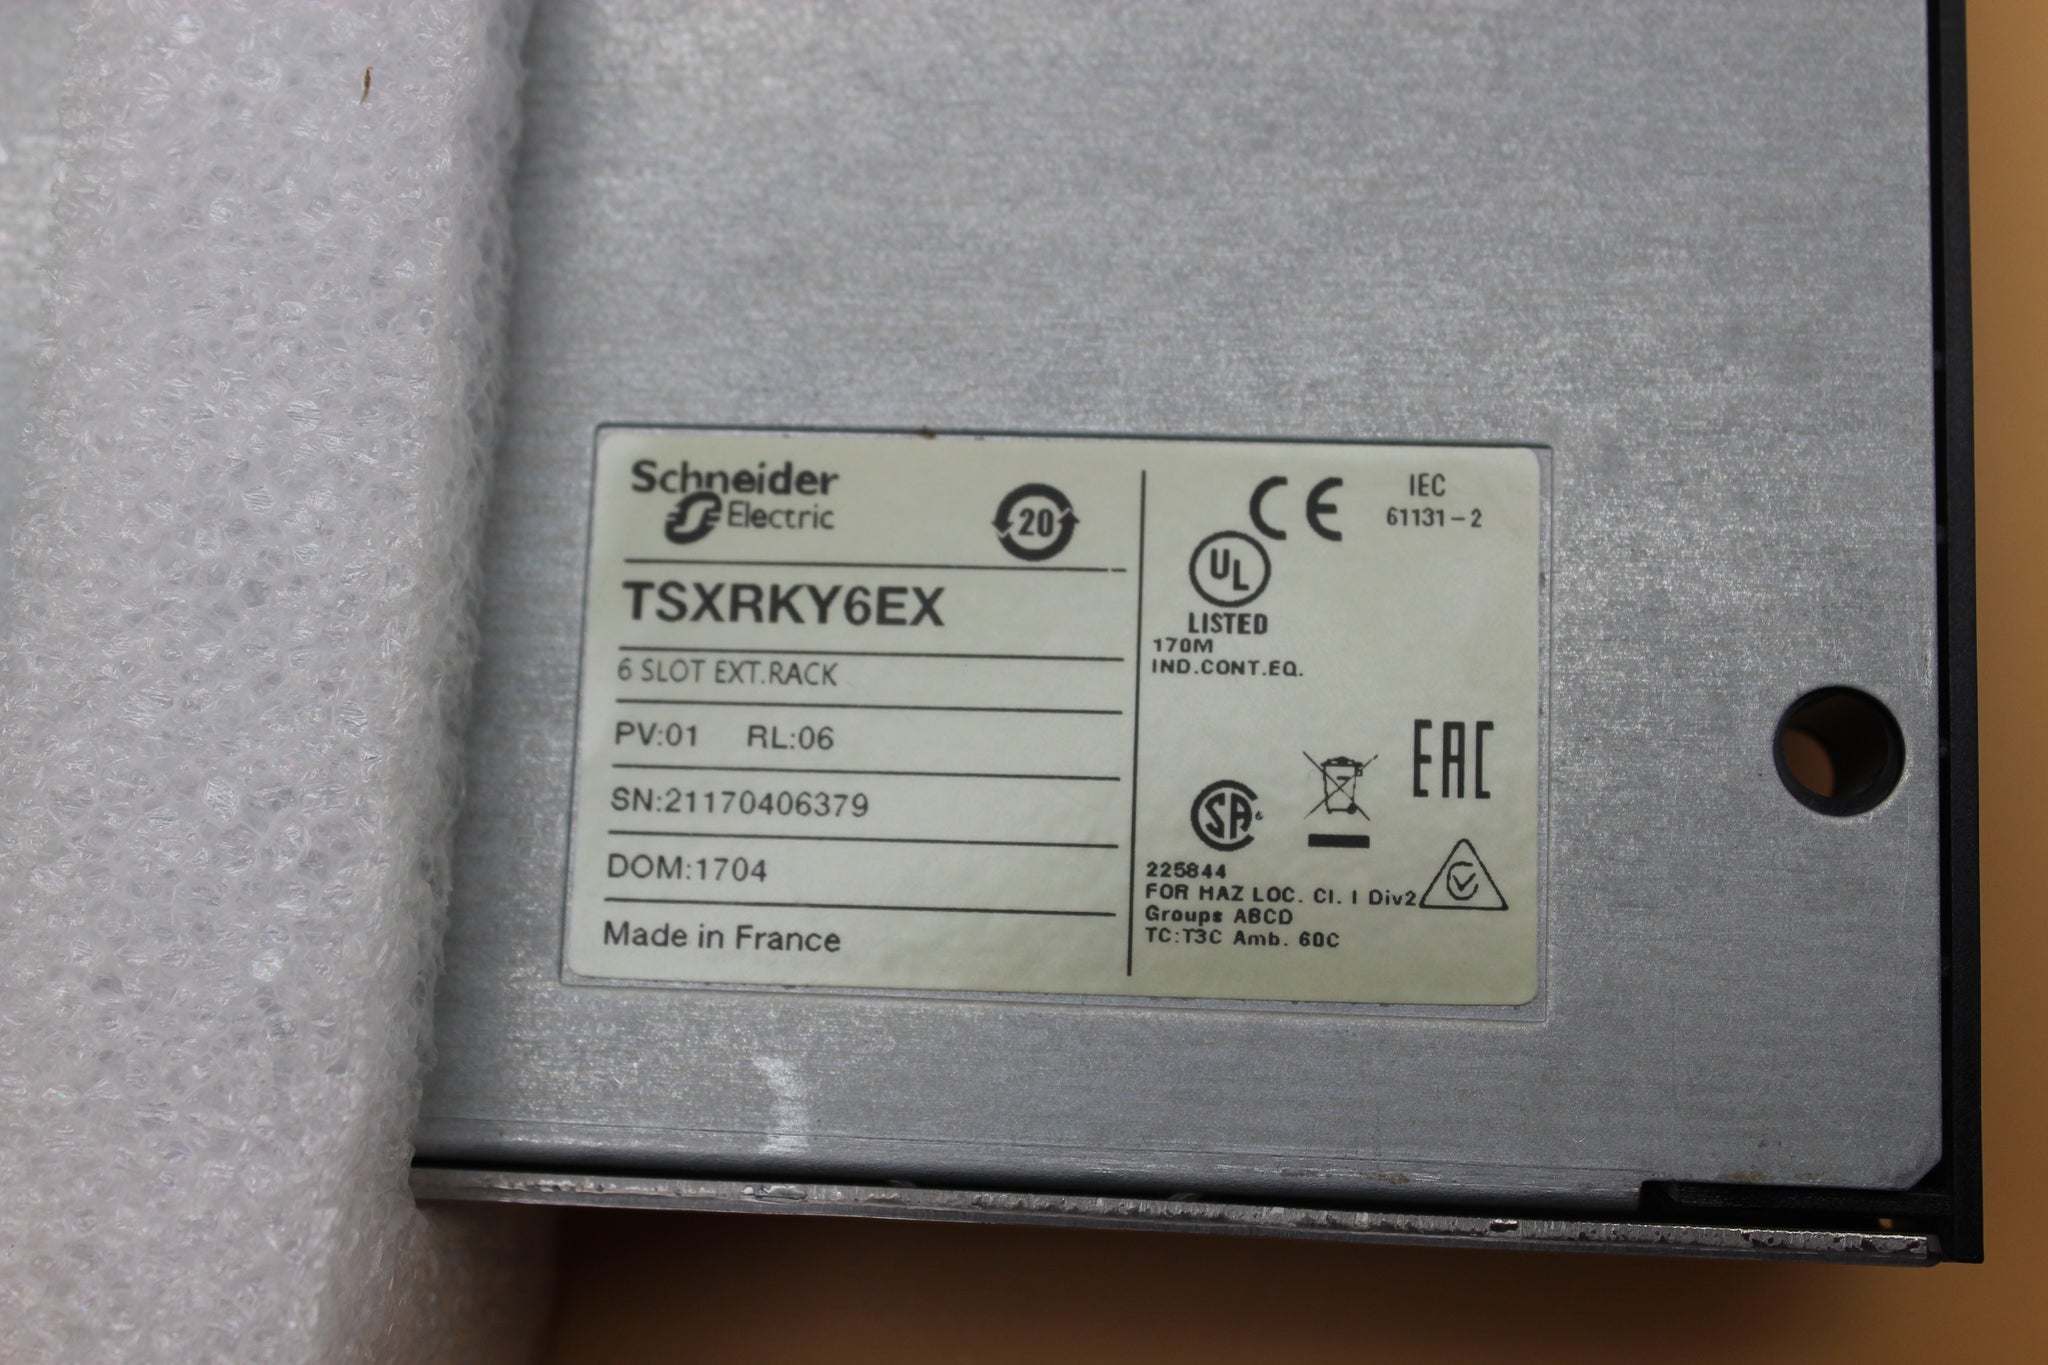 Schneider
Electric
20
TSXRKY6EX
6 SLOT EXT.RACK
PV:01 RL:06
SN:21170406379
DOM:1704
Made in France
CE
IEC
61131-2
UL
LISTED
170M
IND.CONT.EQ.
EAC
SA
225844
FOR HAZ LOC. Cl. I Div2
Groups ABCD
TC:T3C Amb. 60C